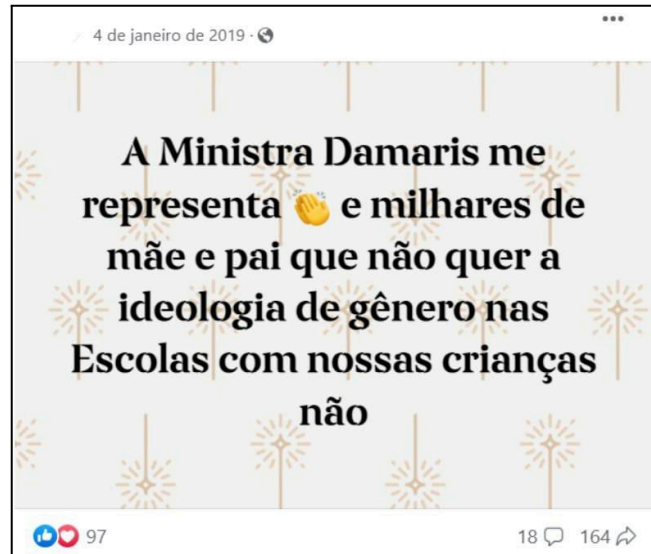 4 de janeiro de 2019 ·
A Ministra Damaris me
representa 👏 e milhares de
mãe e pai que não quer a
ideologia de gênero nas
Escolas com nossas crianças
não
97
18
164